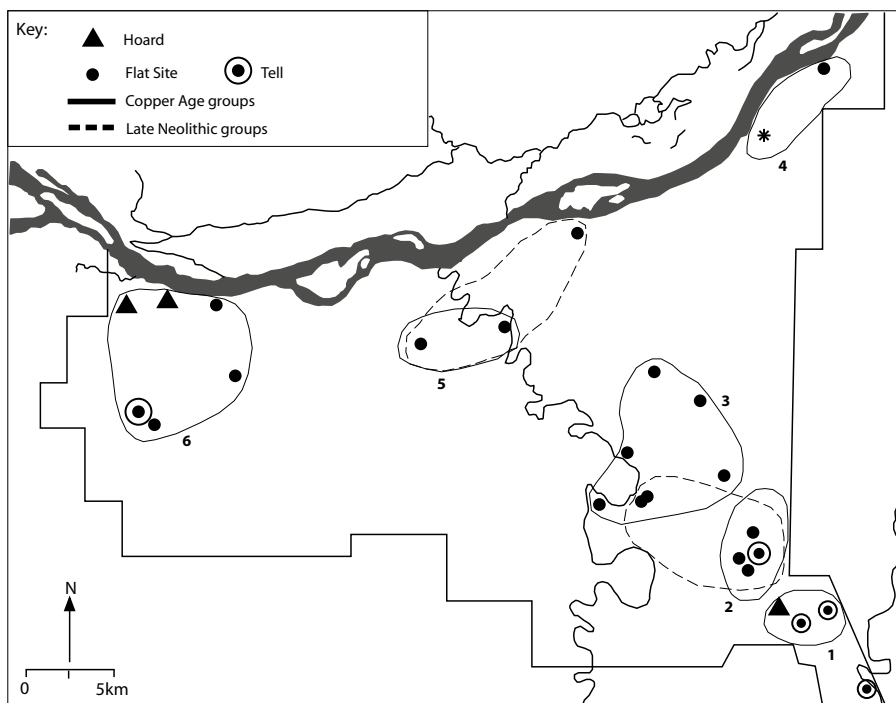 Key:
Hoard
Flat Site
Tell
Copper Age groups
Late Neolithic groups
4
5
3
6
2
1
N
0
5km